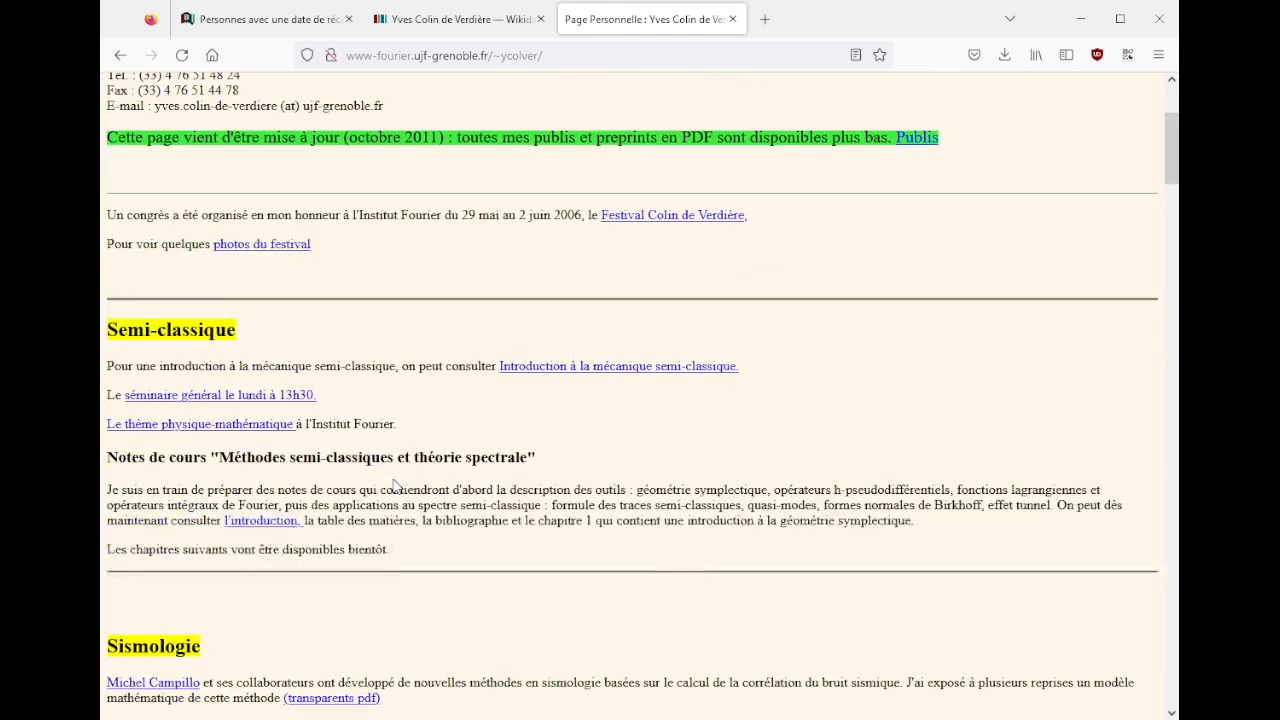 Personnes avec une date de réc
Yves Colin de Verdière — Wikida
Page Personnelle : Yves Colin de Ver
www-fourier.ujf-grenoble.fr/~ycolver/
Tel. : (33) 4 76 51 48 24
Fax : (33) 4 76 51 44 78
E-mail : yves.colin-de-verdiere (at) ujf-grenoble.fr
Cette page vient d'être mise à jour (octobre 2011) : toutes mes publis et preprints en PDF sont disponibles plus bas. Publis
Un congrès a été organisé en mon honneur à l'Institut Fourier du 29 mai au 2 juin 2006, le Festival Colin de Verdière,
Pour voir quelques photos du festival
Semi-classique
Pour une introduction à la mécanique semi-classique, on peut consulter Introduction à la mécanique semi-classique.
Le séminaire général le lundi à 13h30.
Le thème physique-mathématique à l'Institut Fourier.
Notes de cours "Méthodes semi-classiques et théorie spectrale"
Je suis en train de préparer des notes de cours qui contiendront d'abord la description des outils : géométrie symplectique, opérateurs h-pseudodifférentiels, fonctions lagrangiennes et
opérateurs intégraux de Fourier, puis des applications au spectre semi-classique : formule des traces semi-classiques, quasi-modes, formes normales de Birkhoff, effet tunnel. On peut dès
maintenant consulter l'introduction, la table des matières, la bibliographie et le chapitre 1 qui contient une introduction à la géométrie symplectique.
Les chapitres suivants vont être disponibles bientôt.
Sismologie
Michel Campillo et ses collaborateurs ont développé de nouvelles méthodes en sismologie basées sur le calcul de la corrélation du bruit sismique. J'ai exposé à plusieurs reprises un modèle
mathématique de cette méthode (transparents pdf)